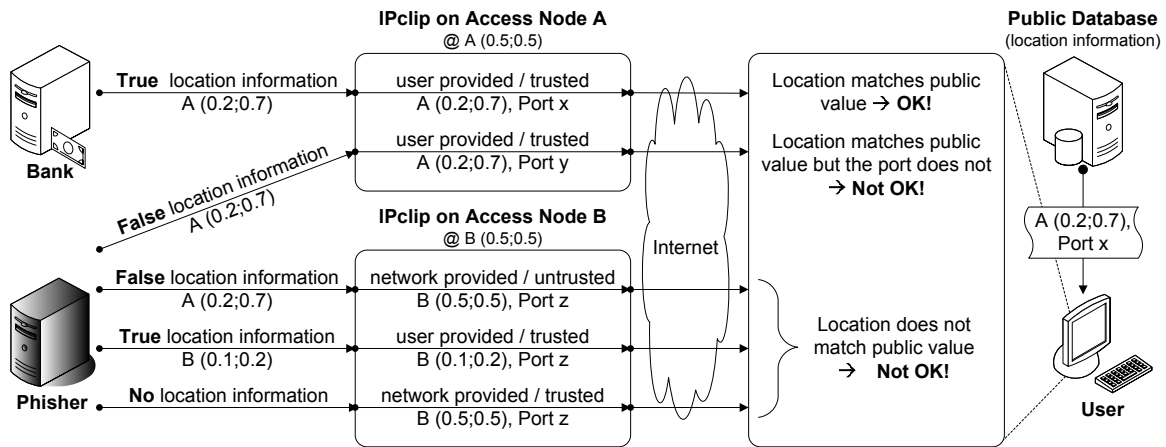 IPclip on Access Node A
@ A (0.5;0.5)
Public Database
(location information)
True location information
A (0.2;0.7)
user provided / trusted
A (0.2;0.7), Port x
Location matches public
value → OK!
Bank
False location information
A (0.2;0.7)
user provided / trusted
A (0.2;0.7), Port y
Location matches public
value but the port does not
→ Not OK!
IPclip on Access Node B
@ B (0.5;0.5)
Internet
A (0.2;0.7),
Port x
False location information
A (0.2;0.7)
network provided / untrusted
B (0.5;0.5), Port z
True location information
B (0.1;0.2)
user provided / trusted
B (0.1;0.2), Port z
Location does not
match public value
→ Not OK!
Phisher
No location information
network provided / trusted
B (0.5;0.5), Port z
User